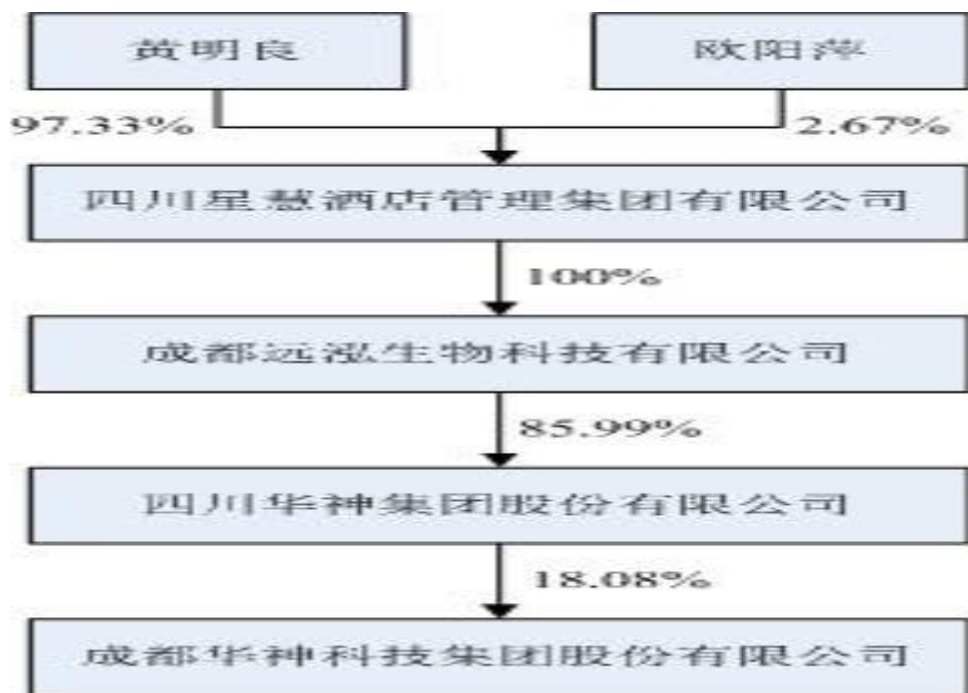 黄明良
欧阳萍
97.33%
2.67%
四川星慧酒店管理集团有限公司
100%
成都远泓生物科技有限公司
85.99%
四川华神集团股份有限公司
18.08%
成都华神科技集团股份有限公司